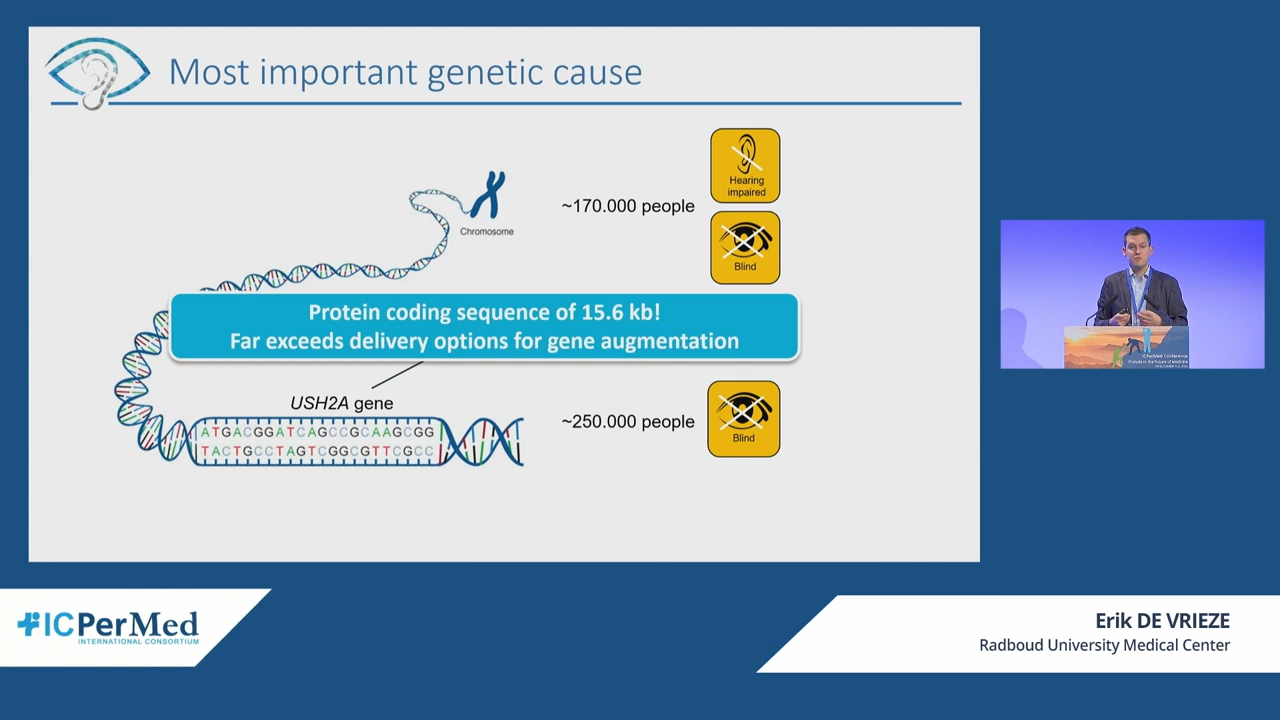 Most important genetic cause
Hearing
impaired
~170.000 people
Chromosome
Blind
Protein coding sequence of 15.6 kb!
Far exceeds delivery options for gene augmentation
USH2A gene
~250.000 people
Blind
ATGACGGATCAGCCGCAAGCGG
TACTGCCTAGTCGGCGTTCGCC
ICPerMed Conference
ICPerMed
INTERNATIONAL CONSORTIUM
Erik DE VRIEZE
Radboud University Medical Center